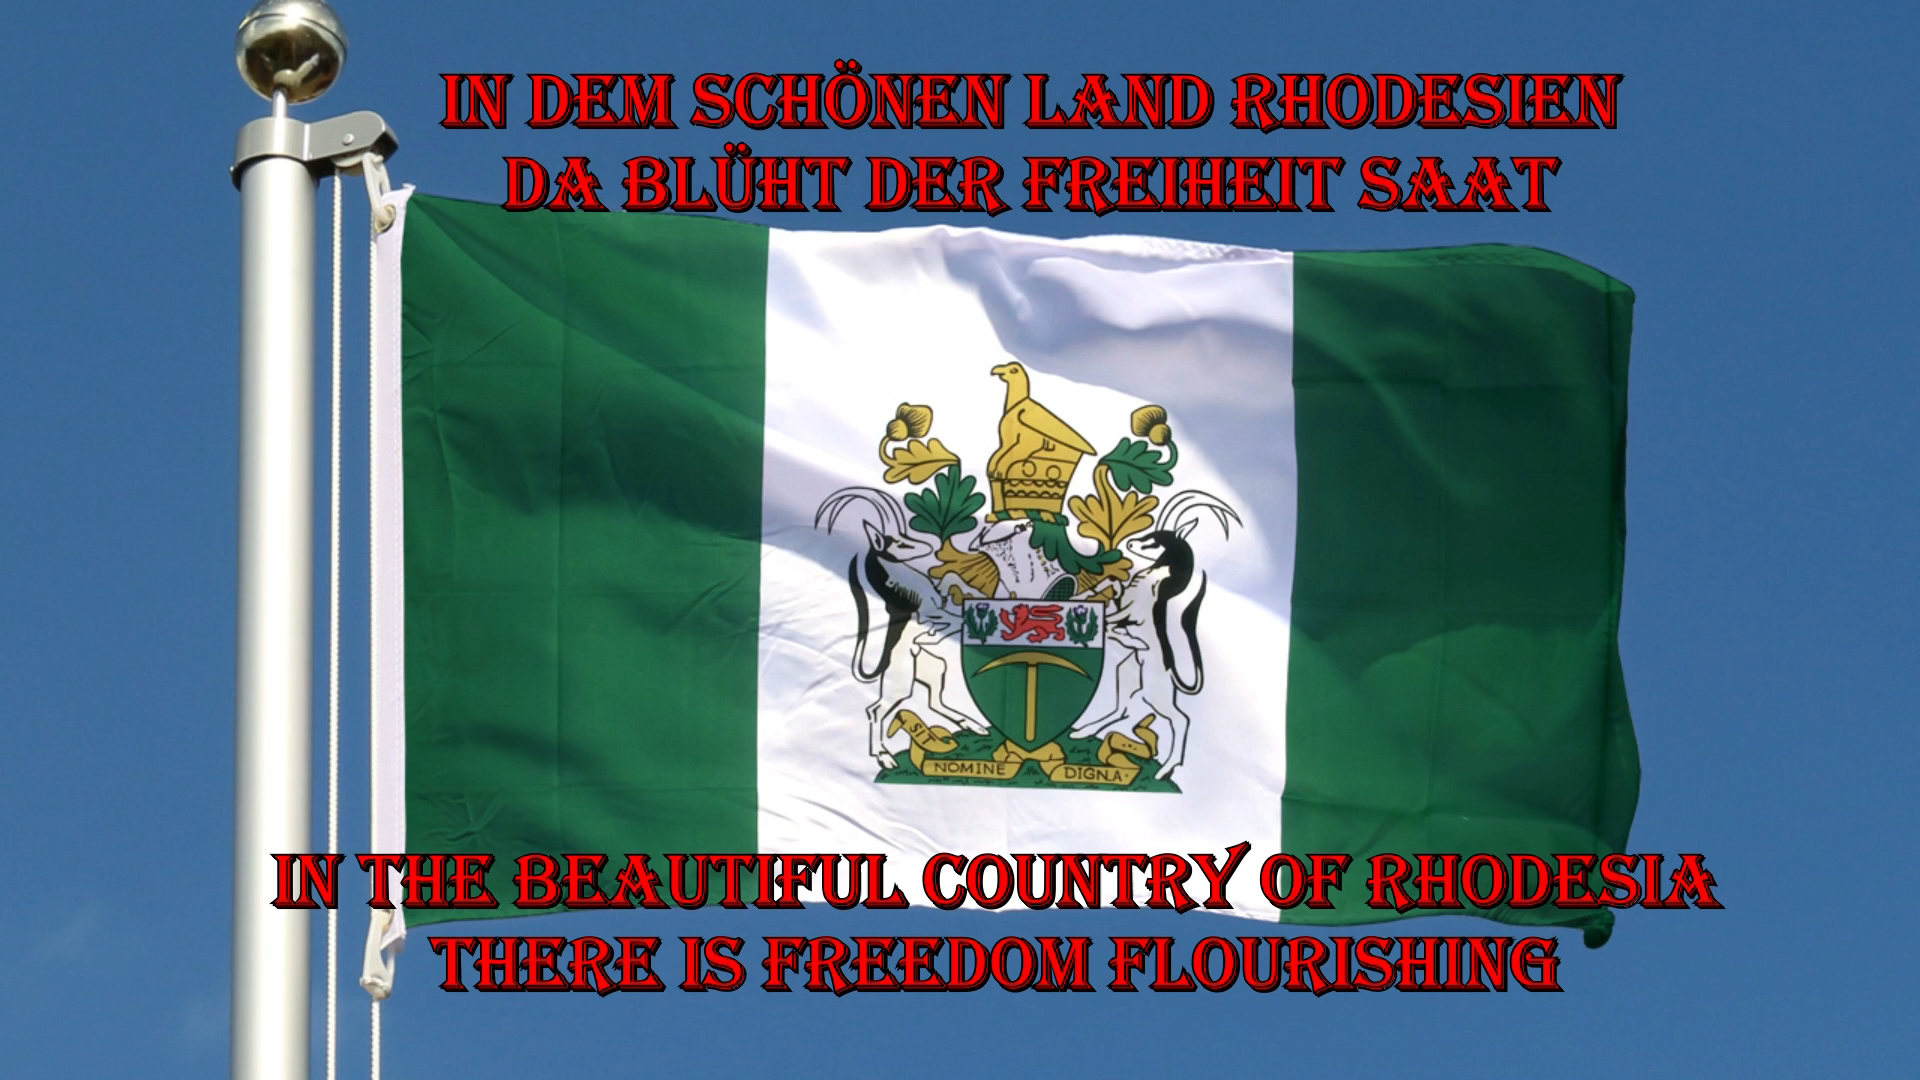 IN DEM SCHÖNEN LAND RHODESIEN
DA BLÜHT DER FREIHEIT SAAT
SIT
NOMINE DIGNA
IN THE BEAUTIFUL COUNTRY OF RHODESIA
THERE IS FREEDOM FLOURISHING